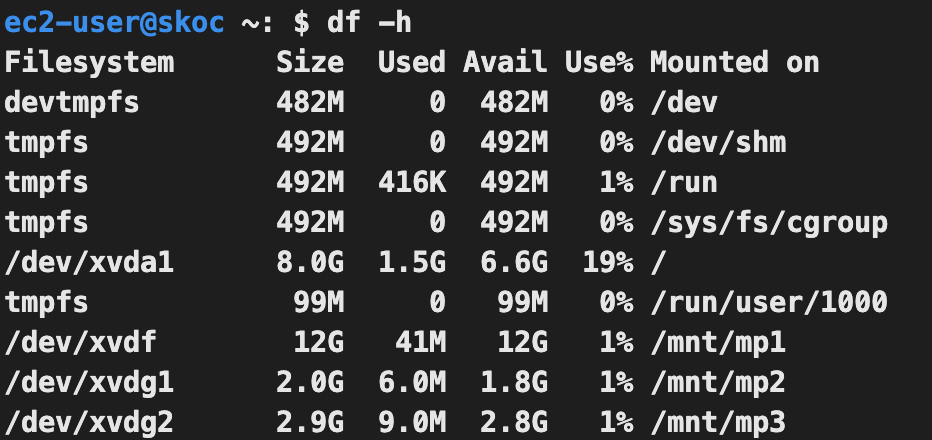 ec2-user@skoc ~: $ df -h
Filesystem      Size  Used Avail Use% Mounted on
devtmpfs        482M     0  482M   0% /dev
tmpfs           492M     0  492M   0% /dev/shm
tmpfs           492M  416K  492M   1% /run
tmpfs           492M     0  492M   0% /sys/fs/cgroup
/dev/xvda1      8.0G  1.5G  6.6G  19% /
tmpfs            99M     0   99M   0% /run/user/1000
/dev/xvdf        12G   41M   12G   1% /mnt/mp1
/dev/xvdg1      2.0G  6.0M  1.8G   1% /mnt/mp2
/dev/xvdg2      2.9G  9.0M  2.8G   1% /mnt/mp3